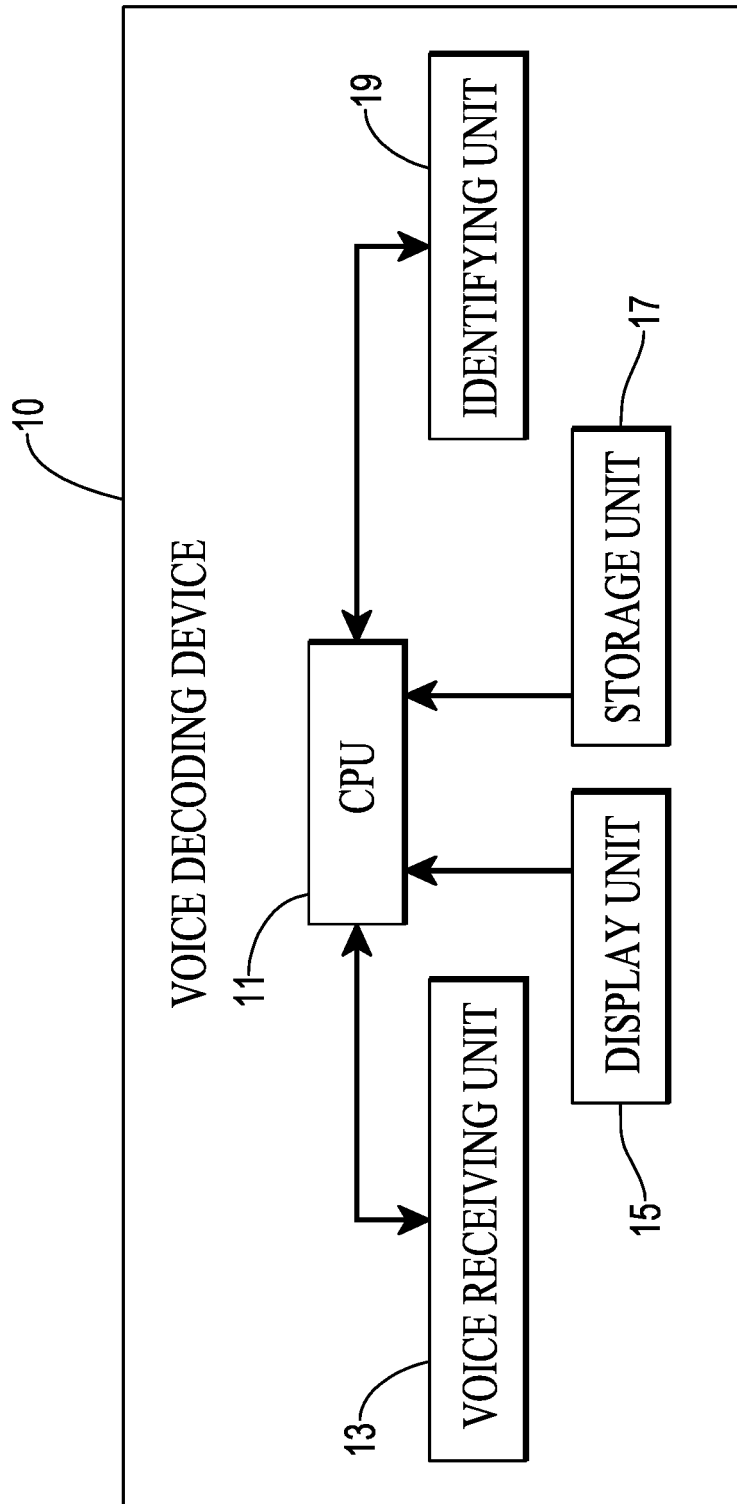 10
VOICE DECODING DEVICE
11
CPU
13
VOICE RECEIVING UNIT
19
IDENTIFYING UNIT
15
DISPLAY UNIT
STORAGE UNIT
17